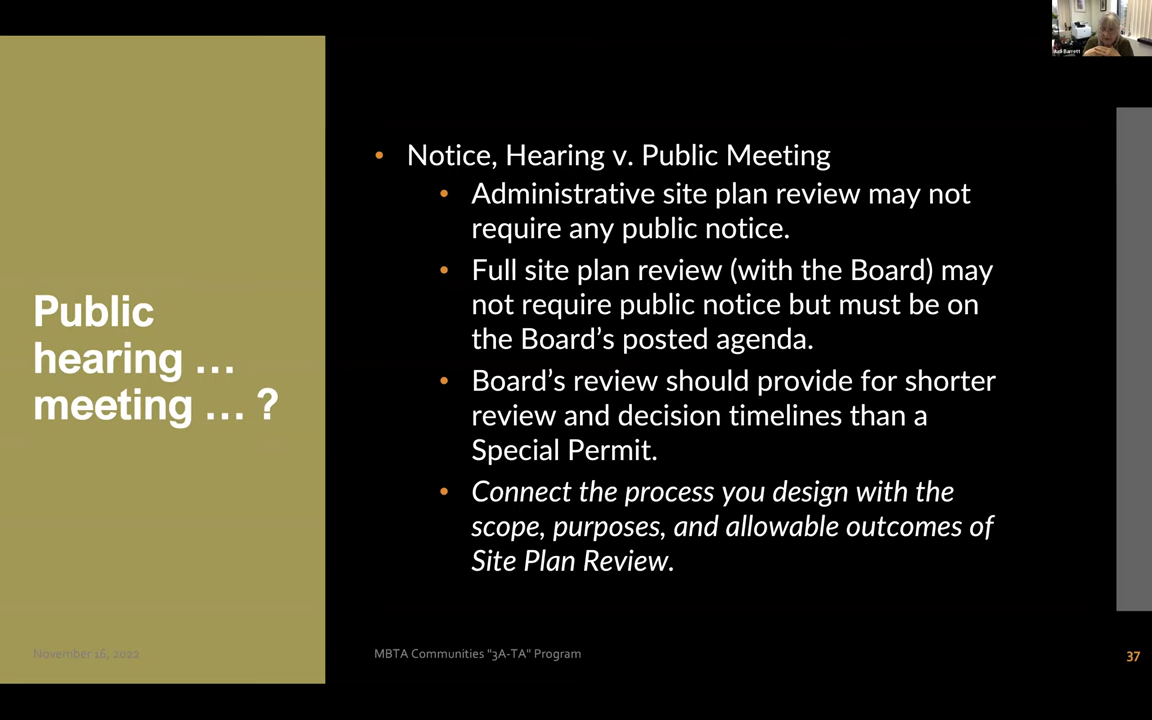 Judi Barrett
Public
hearing …
meeting … ?
• Notice, Hearing v. Public Meeting
• Administrative site plan review may not
require any public notice.
• Full site plan review (with the Board) may
not require public notice but must be on
the Board’s posted agenda.
• Board’s review should provide for shorter
review and decision timelines than a
Special Permit.
• Connect the process you design with the
scope, purposes, and allowable outcomes of
Site Plan Review.
November 16, 2022
MBTA Communities "3A-TA" Program
37